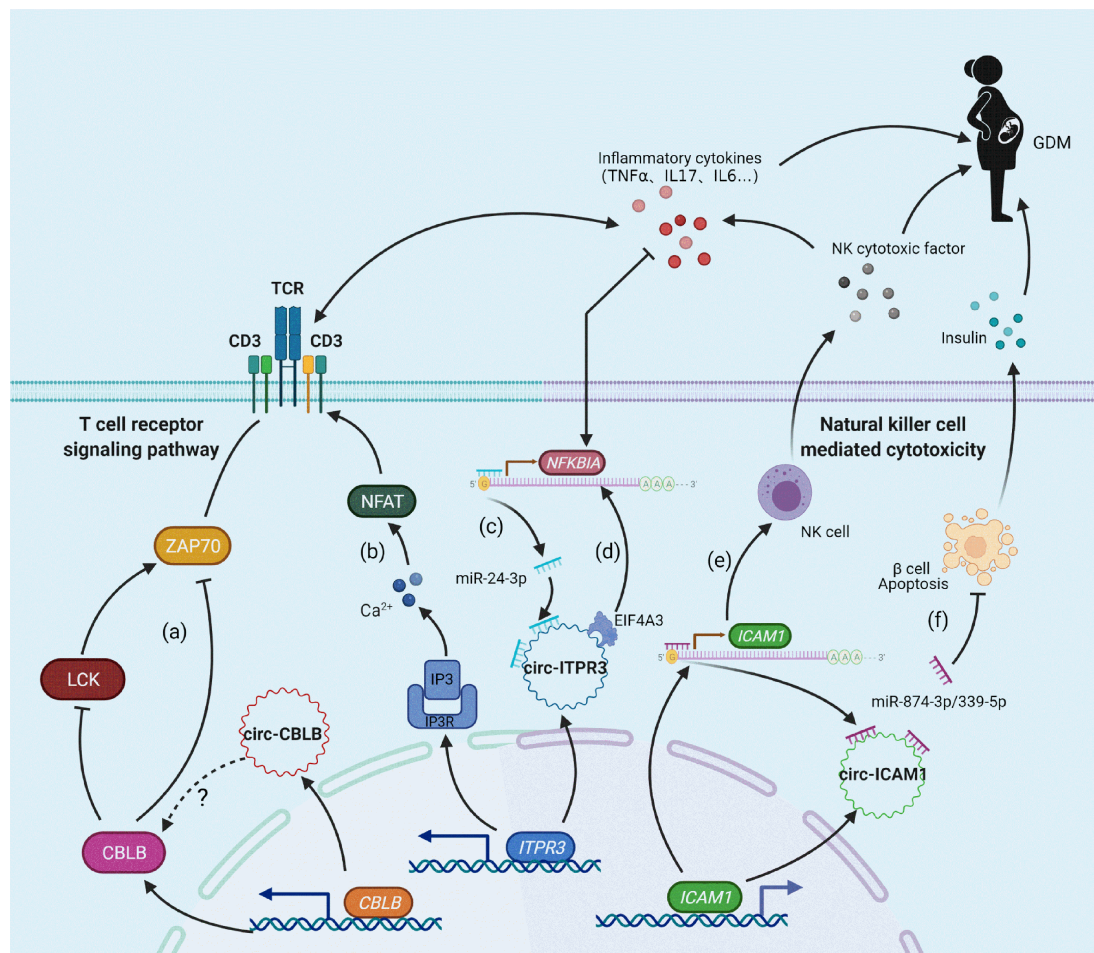 GDM
Inflammatory cytokines
(TNFα、IL17、IL6...)
NK cytotoxic factor
TCR
CD3
CD3
Insulin
T cell receptor
signaling pathway
Natural killer cell
mediated cytotoxicity
NFKBIA
5'
G
A A A
3'
NFAT
NK cell
ZAP70
(b)
(c)
(d)
(e)
miR-24-3p
β cell
Apoptosis
Ca2+
(a)
(f)
EIF4A3
ICAM1
5'
G
A A A
3'
LCK
IP3
IP3R
circ-ITPR3
miR-874-3p/339-5p
circ-CBLB
circ-ICAM1
?
CBLB
ITPR3
CBLB
ICAM1